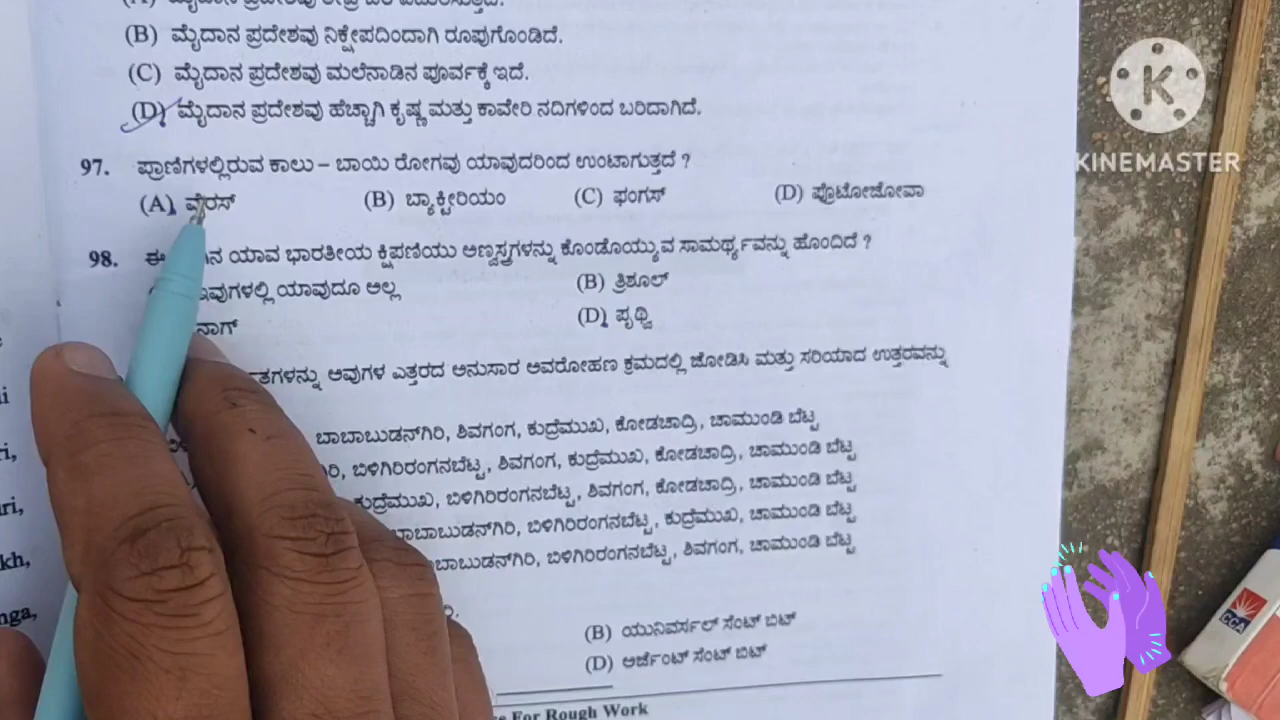 (B) ಮೈದಾನ ಪ್ರದೇಶವು ನಿಕ್ಷೇಪದಿಂದಾಗಿ ರೂಪುಗೊಂಡಿದೆ.
(C) ಮೈದಾನ ಪ್ರದೇಶವು ಮಲೆನಾಡಿನ ಪೂರ್ವಕ್ಕೆ ಇದೆ.
(D) ಮೈದಾನ ಪ್ರದೇಶವು ಹೆಚ್ಚಾಗಿ ಕೃಷ್ಣ ಮತ್ತು ಕಾವೇರಿ ನದಿಗಳಿಂದ ಬರಿದಾಗಿದೆ.
97. ಪ್ರಾಣಿಗಳಲ್ಲಿರುವ ಕಾಲು – ಬಾಯಿ ರೋಗವು ಯಾವುದರಿಂದ ಉಂಟಾಗುತ್ತದೆ ?
(A) ವೈರಸ್ (B) ಬ್ಯಾಕ್ಟೀರಿಯಂ (C) ಫಂಗಸ್ (D) ಪ್ರೊಟೋಜೋವಾ
98. ಈ ಯಾವ ಭಾರತೀಯ ಕ್ಷಿಪಣಿಯು ಅಣ್ವಸ್ತ್ರಗಳನ್ನು ಕೊಂಡೊಯ್ಯುವ ಸಾಮರ್ಥ್ಯವನ್ನು ಹೊಂದಿದೆ ?
ಇವುಗಳಲ್ಲಿ ಯಾವುದೂ ಅಲ್ಲ (B) ತ್ರಿಶೂಲ್
ನಾಗ್ (D) ಪೃಥ್ವಿ
ಅವುಗಳ ಎತ್ತರದ ಅನುಸಾರ ಅವರೋಹಣ ಕ್ರಮದಲ್ಲಿ ಜೋಡಿಸಿ ಮತ್ತು ಸರಿಯಾದ ಉತ್ತರವನ್ನು
ಬಾಬಾಬುಡನ್‌ಗಿರಿ, ಶಿವಗಂಗ, ಕುದ್ರೆಮುಖ, ಕೋಡಚಾದ್ರಿ, ಚಾಮುಂಡಿ ಬೆಟ್ಟ
ಬಿಳಿಗಿರಿರಂಗನಬೆಟ್ಟ, ಶಿವಗಂಗ, ಕುದ್ರೆಮುಖ, ಕೋಡಚಾದ್ರಿ, ಚಾಮುಂಡಿ ಬೆಟ್ಟ
ಕುದ್ರೆಮುಖ, ಬಿಳಿಗಿರಿರಂಗನಬೆಟ್ಟ, ಶಿವಗಂಗ, ಕೋಡಚಾದ್ರಿ, ಚಾಮುಂಡಿ ಬೆಟ್ಟ
ಬಾಬಾಬುಡನ್‌ಗಿರಿ, ಬಿಳಿಗಿರಿರಂಗನಬೆಟ್ಟ, ಕುದ್ರೆಮುಖ, ಚಾಮುಂಡಿ ಬೆಟ್ಟ
ಬಾಬಾಬುಡನ್‌ಗಿರಿ, ಬಿಳಿಗಿರಿರಂಗನಬೆಟ್ಟ, ಶಿವಗಂಗ, ಚಾಮುಂಡಿ ಬೆಟ್ಟ
(B) ಯುನಿವರ್ಸಲ್ ಸೆಂಟ್ ಬಿಟ್
(D) ಅರ್ಜೆಂಟ್ ಸೆಂಟ್ ಬಿಟ್
For Rough Work
K
KINEMASTER
CCA